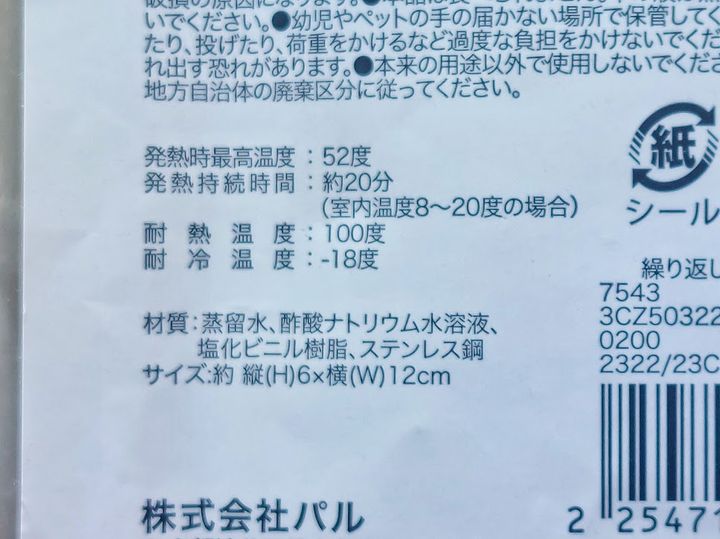 いでください。●幼児やペットの手の届かない場所で保管してく
たり、投げたり、荷重をかけるなど過度な負担をかけないでくだ
れ出す恐れがあります。●本来の用途以外で使用しないでくださ
地方自治体の廃棄区分に従ってください。
紙
シール
発熱時最高温度：52度
発熱持続時間：約20分
（室内温度8～20度の場合）
耐熱温度：100度
耐冷温度：-18度
繰り返し
7543
3CZ50322
0200
2322/23C
材質：蒸留水、酢酸ナトリウム水溶液、
塩化ビニル樹脂、ステンレス鋼
サイズ：約 縦(H)6×横(W)12cm
株式会社パル
2 25471